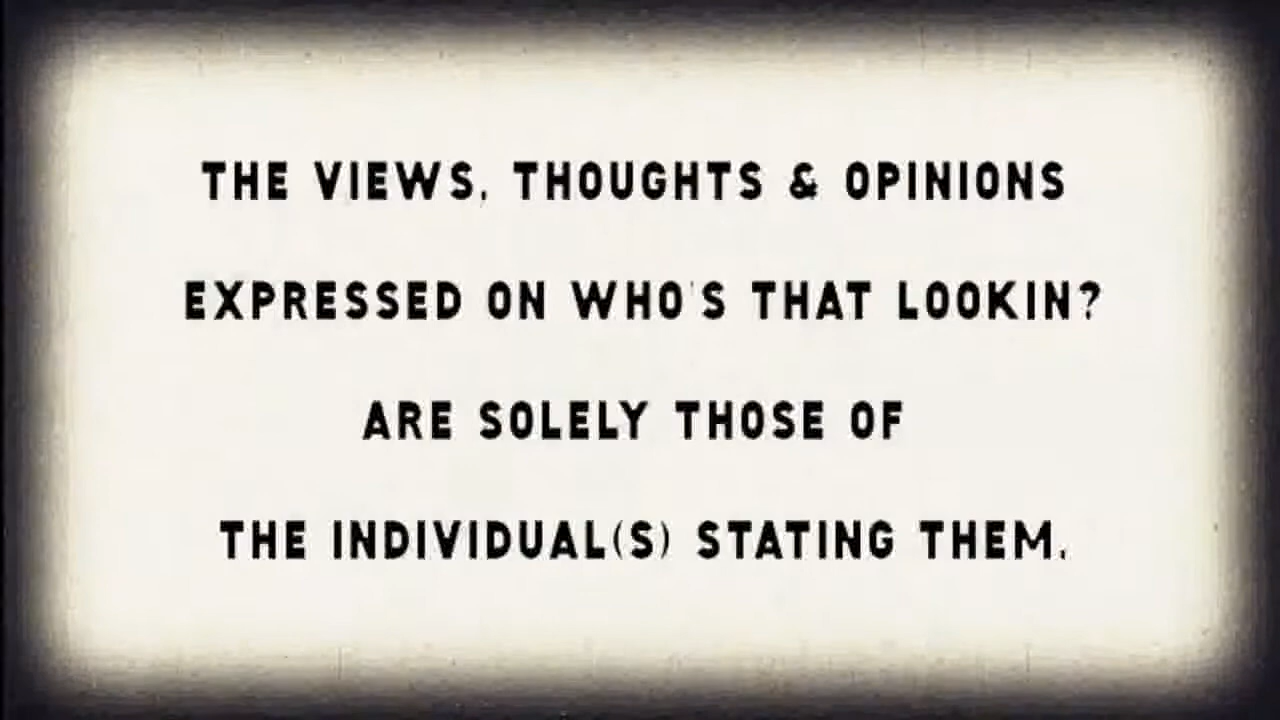 THE VIEWS, THOUGHTS & OPINIONS
EXPRESSED ON WHO'S THAT LOOKIN?
ARE SOLELY THOSE OF
THE INDIVIDUAL(S) STATING THEM.